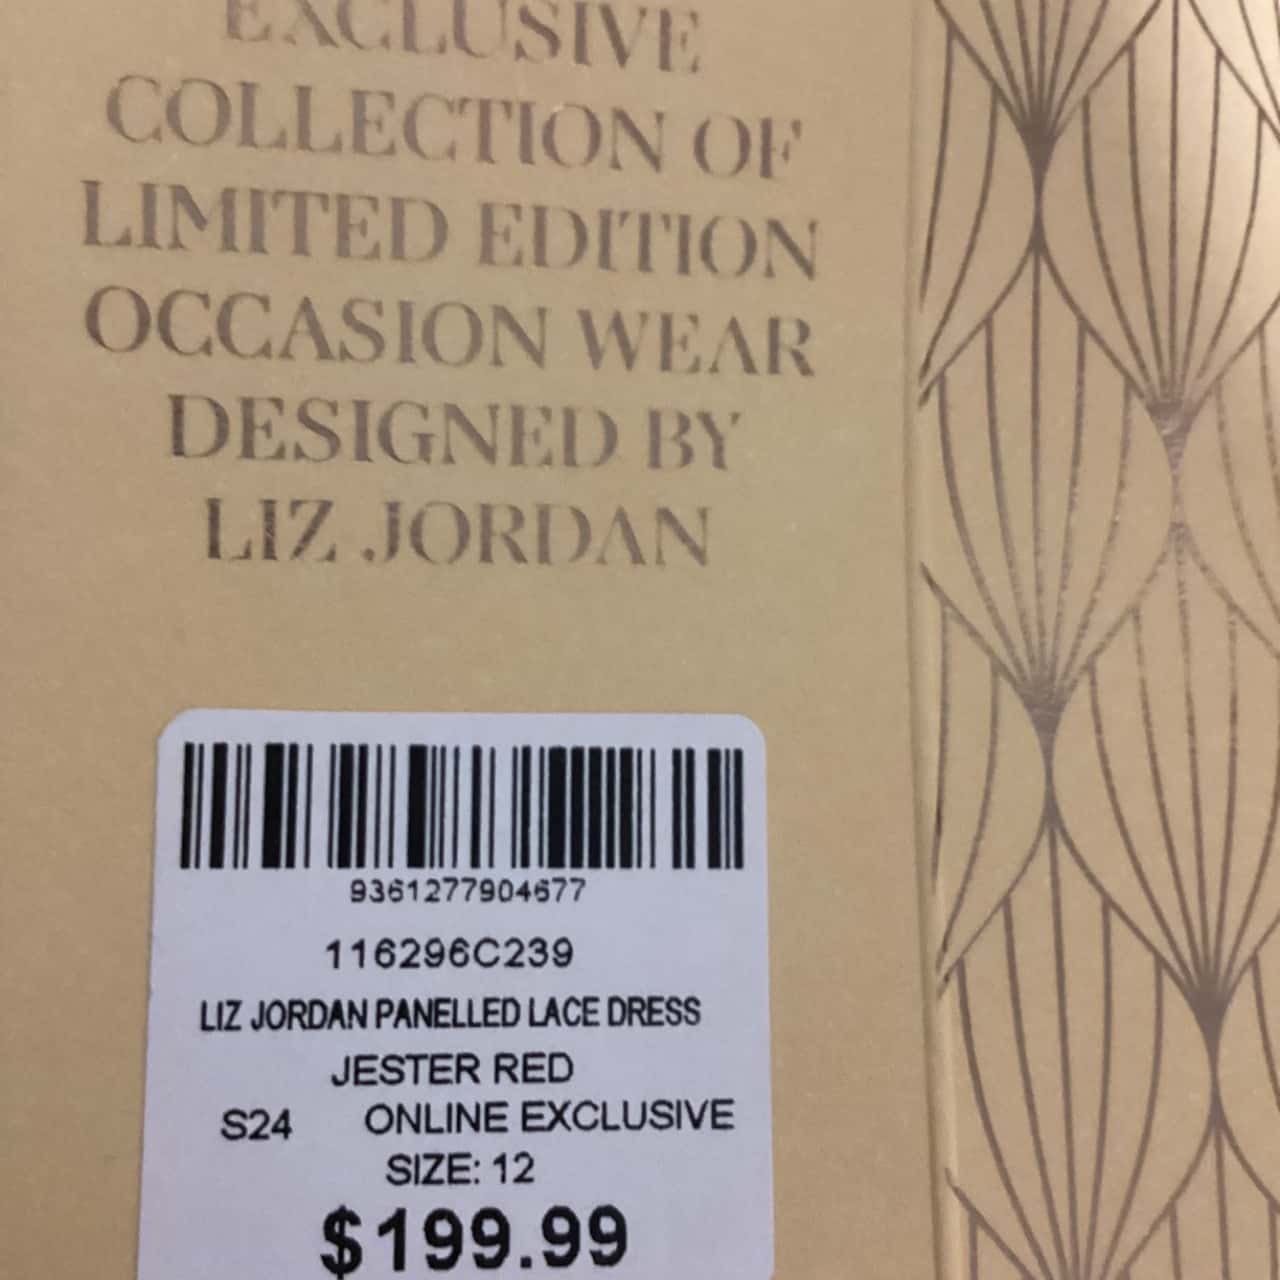 EXCLUSIVE
COLLECTION OF
LIMITED EDITION
OCCASION WEAR
DESIGNED BY
LIZ JORDAN
9361277904677
116296C239
LIZ JORDAN PANELLED LACE DRESS
JESTER RED
S24 ONLINE EXCLUSIVE
SIZE: 12
$199.99